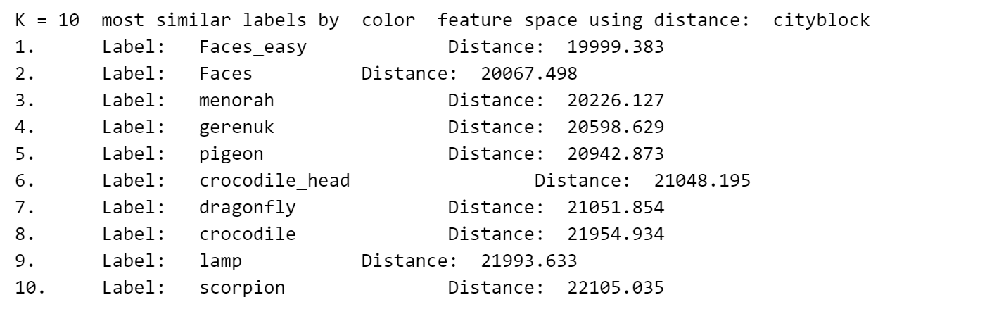 K = 10  most similar labels by  color  feature space using distance:  cityblock
1.	Label:	Faces_easy		Distance:  19999.383
2.	Label:	Faces		Distance:  20067.498
3.	Label:	menorah		Distance:  20226.127
4.	Label:	gerenuk		Distance:  20598.629
5.	Label:	pigeon		Distance:  20942.873
6.	Label:	crocodile_head		Distance:  21048.195
7.	Label:	dragonfly		Distance:  21051.854
8.	Label:	crocodile		Distance:  21954.934
9.	Label:	lamp		Distance:  21993.633
10.	Label:	scorpion		Distance:  22105.035